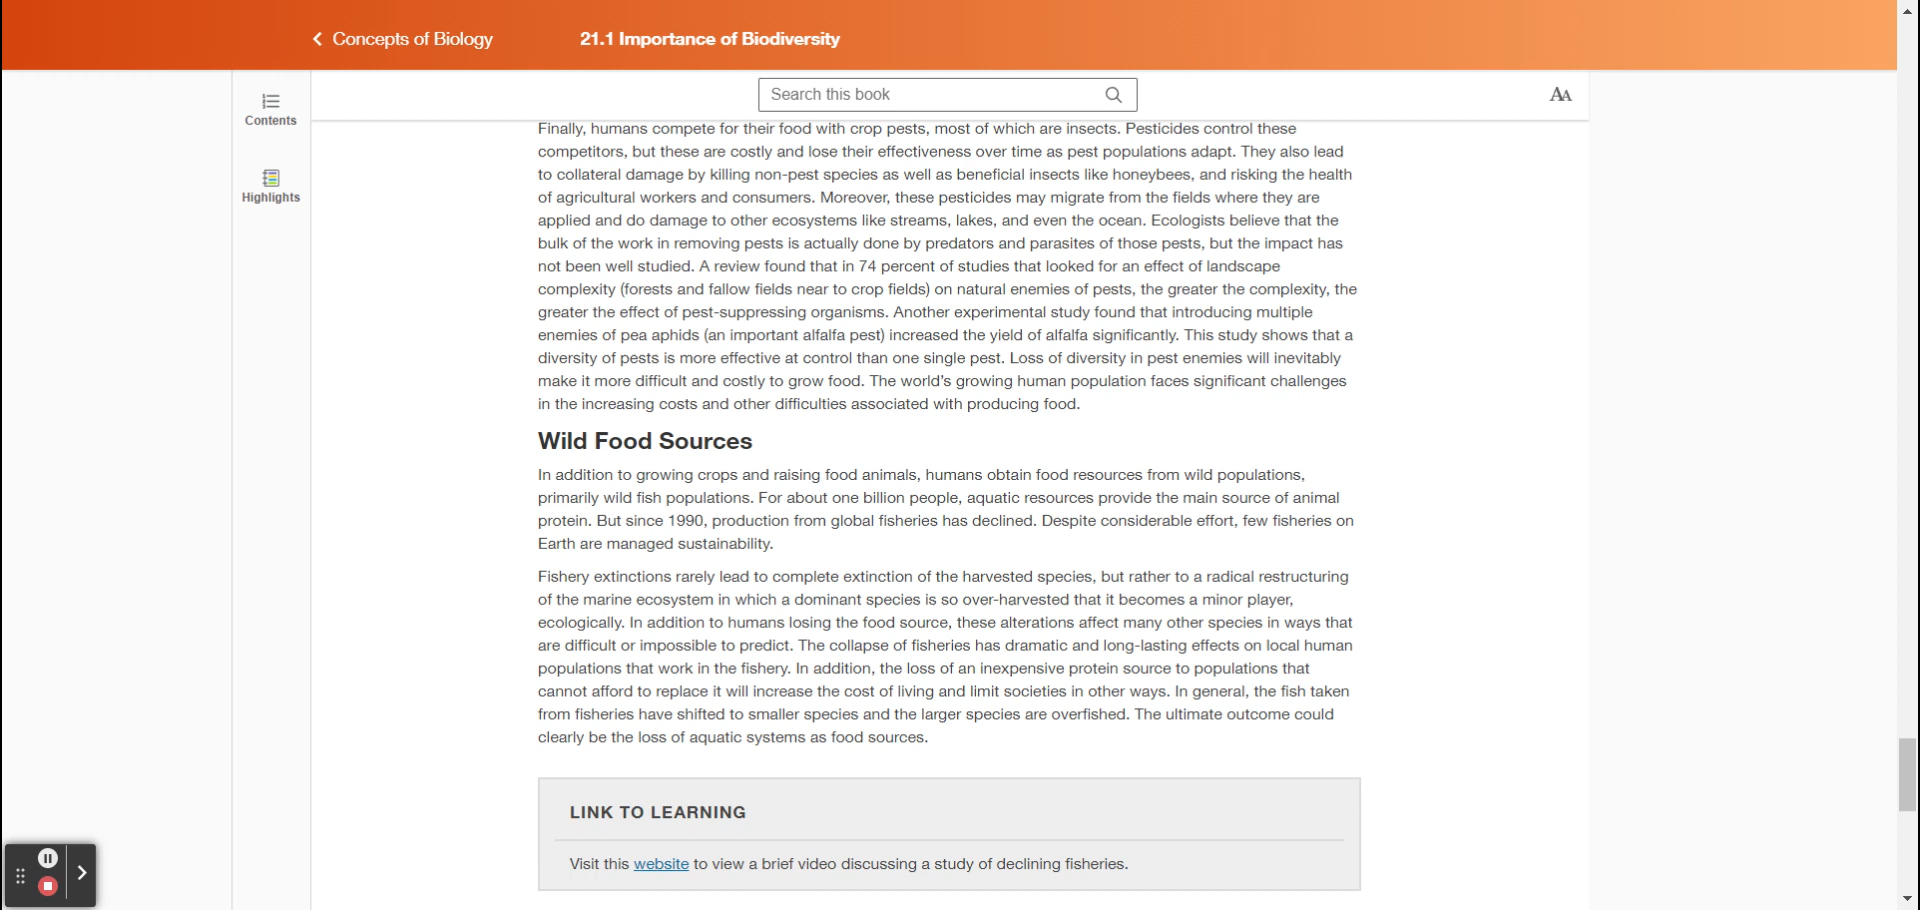 Concepts of Biology
21.1 Importance of Biodiversity
Search this book
AA
Contents
Highlights
Finally, humans compete for their food with crop pests, most of which are insects. Pesticides control these
competitors, but these are costly and lose their effectiveness over time as pest populations adapt. They also lead
to collateral damage by killing non-pest species as well as beneficial insects like honeybees, and risking the health
of agricultural workers and consumers. Moreover, these pesticides may migrate from the fields where they are
applied and do damage to other ecosystems like streams, lakes, and even the ocean. Ecologists believe that the
bulk of the work in removing pests is actually done by predators and parasites of those pests, but the impact has
not been well studied. A review found that in 74 percent of studies that looked for an effect of landscape
complexity (forests and fallow fields near to crop fields) on natural enemies of pests, the greater the complexity, the
greater the effect of pest-suppressing organisms. Another experimental study found that introducing multiple
enemies of pea aphids (an important alfalfa pest) increased the yield of alfalfa significantly. This study shows that a
diversity of pests is more effective at control than one single pest. Loss of diversity in pest enemies will inevitably
make it more difficult and costly to grow food. The world's growing human population faces significant challenges
in the increasing costs and other difficulties associated with producing food.
Wild Food Sources
In addition to growing crops and raising food animals, humans obtain food resources from wild populations,
primarily wild fish populations. For about one billion people, aquatic resources provide the main source of animal
protein. But since 1990, production from global fisheries has declined. Despite considerable effort, few fisheries on
Earth are managed sustainability.
Fishery extinctions rarely lead to complete extinction of the harvested species, but rather to a radical restructuring
of the marine ecosystem in which a dominant species is so over-harvested that it becomes a minor player,
ecologically. In addition to humans losing the food source, these alterations affect many other species in ways that
are difficult or impossible to predict. The collapse of fisheries has dramatic and long-lasting effects on local human
populations that work in the fishery. In addition, the loss of an inexpensive protein source to populations that
cannot afford to replace it will increase the cost of living and limit societies in other ways. In general, the fish taken
from fisheries have shifted to smaller species and the larger species are overfished. The ultimate outcome could
clearly be the loss of aquatic systems as food sources.
LINK TO LEARNING
Visit this website to view a brief video discussing a study of declining fisheries.